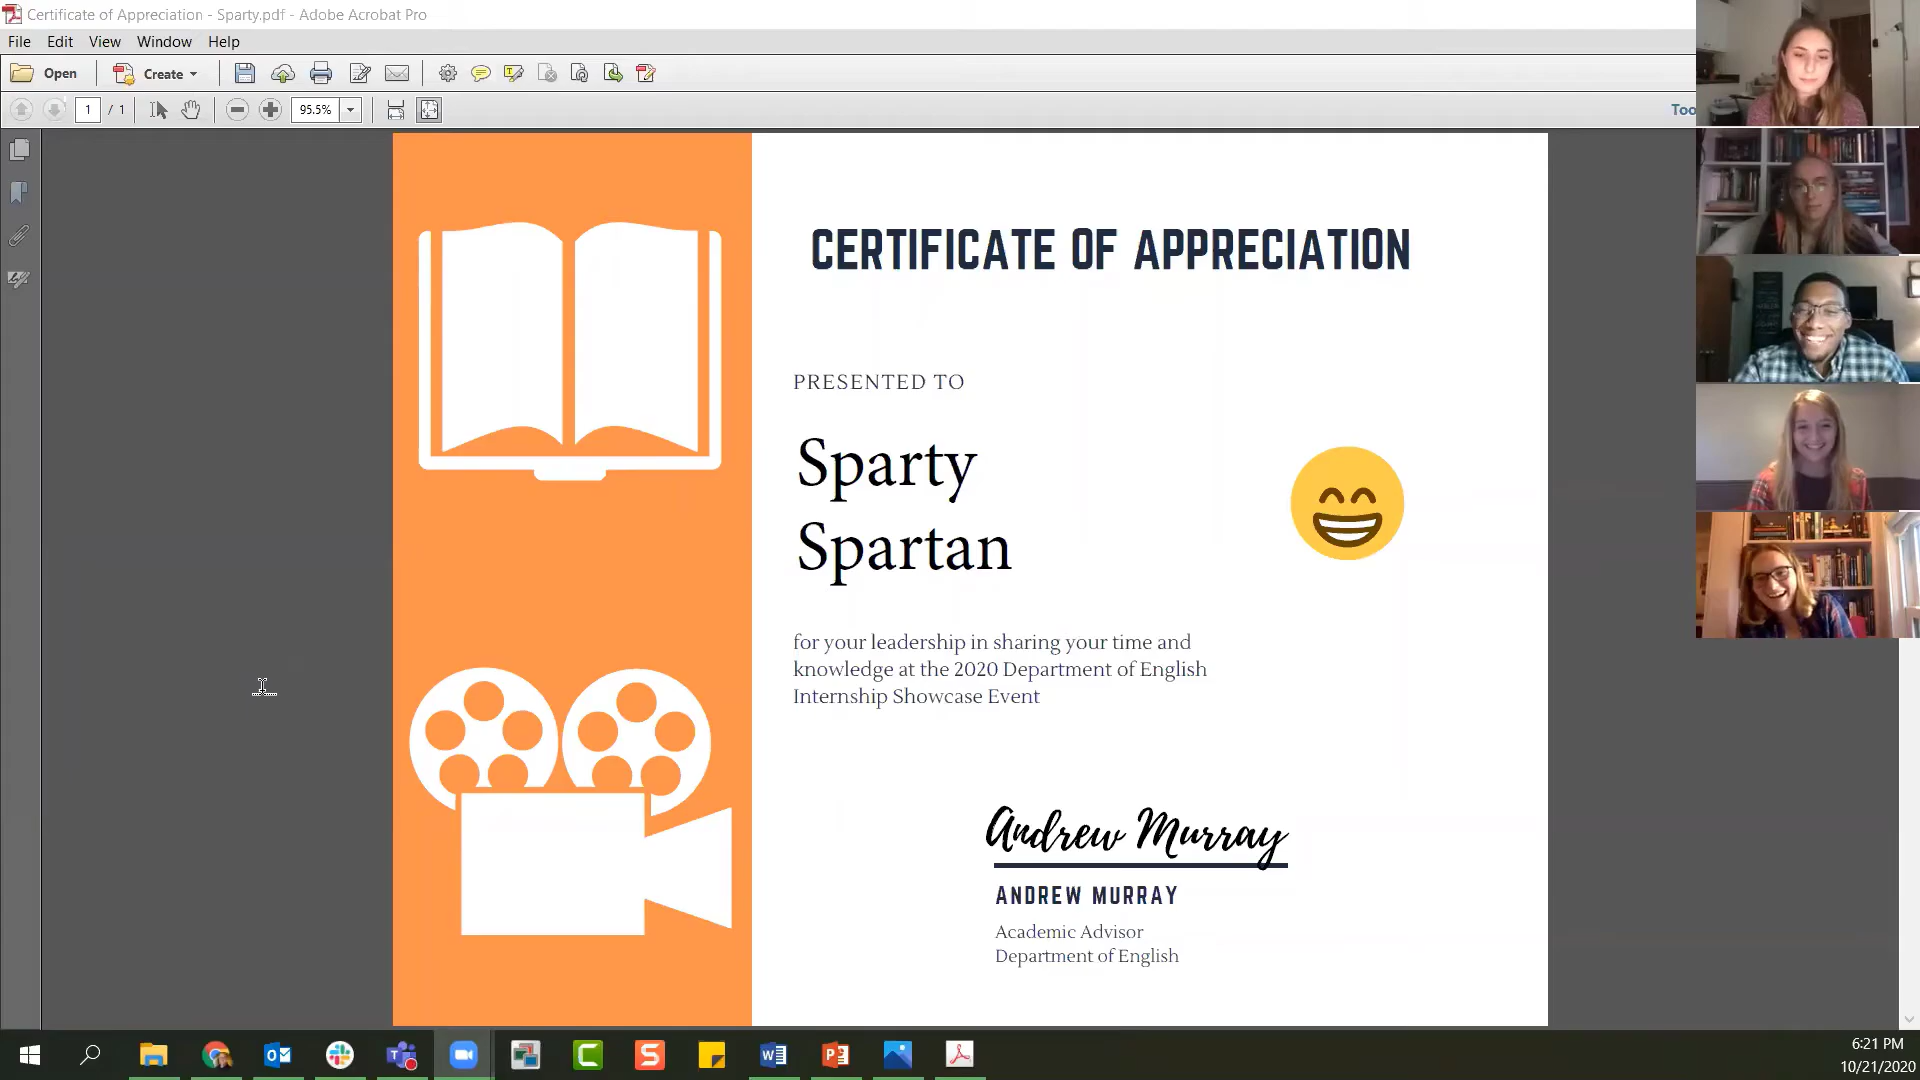 Certificate of Appreciation - Sparty.pdf - Adobe Acrobat Pro
File Edit View Window Help
Open Create
1 / 1 95.5% Too
CERTIFICATE OF APPRECIATION
PRESENTED TO
Sparty
Spartan
for your leadership in sharing your time and
knowledge at the 2020 Department of English
Internship Showcase Event
Andrew Murray
ANDREW MURRAY
Academic Advisor
Department of English
6:21 PM
10/21/2020